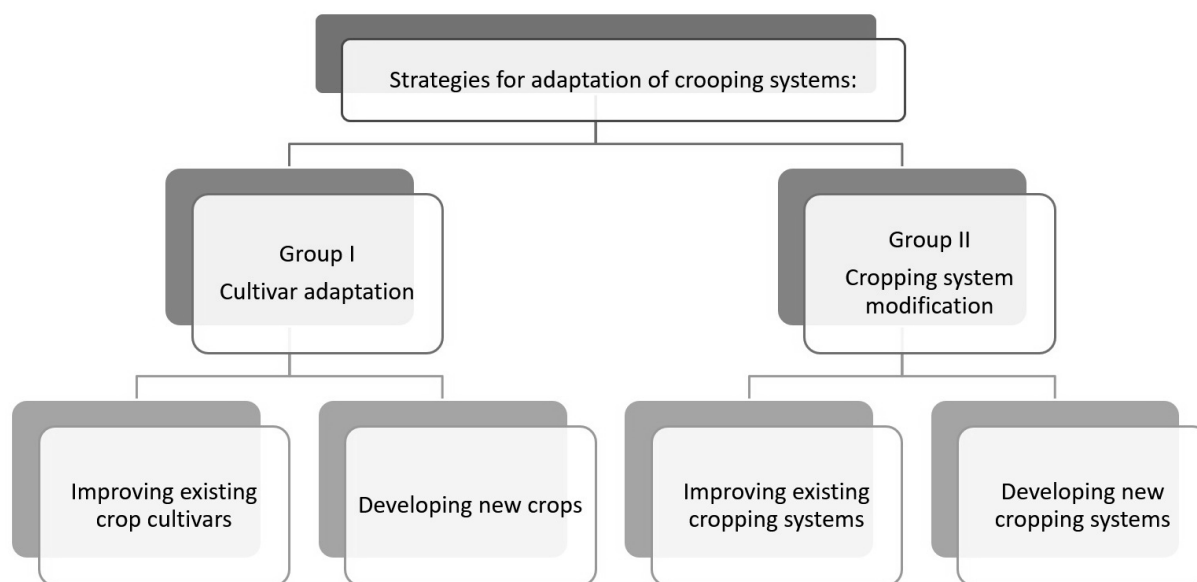 Strategies for adaptation of crooping systems:
Group I
Cultivar adaptation
Group II
Cropping system
modification
Improving existing
crop cultivars
Developing new crops
Improving existing
cropping systems
Developing new
cropping systems